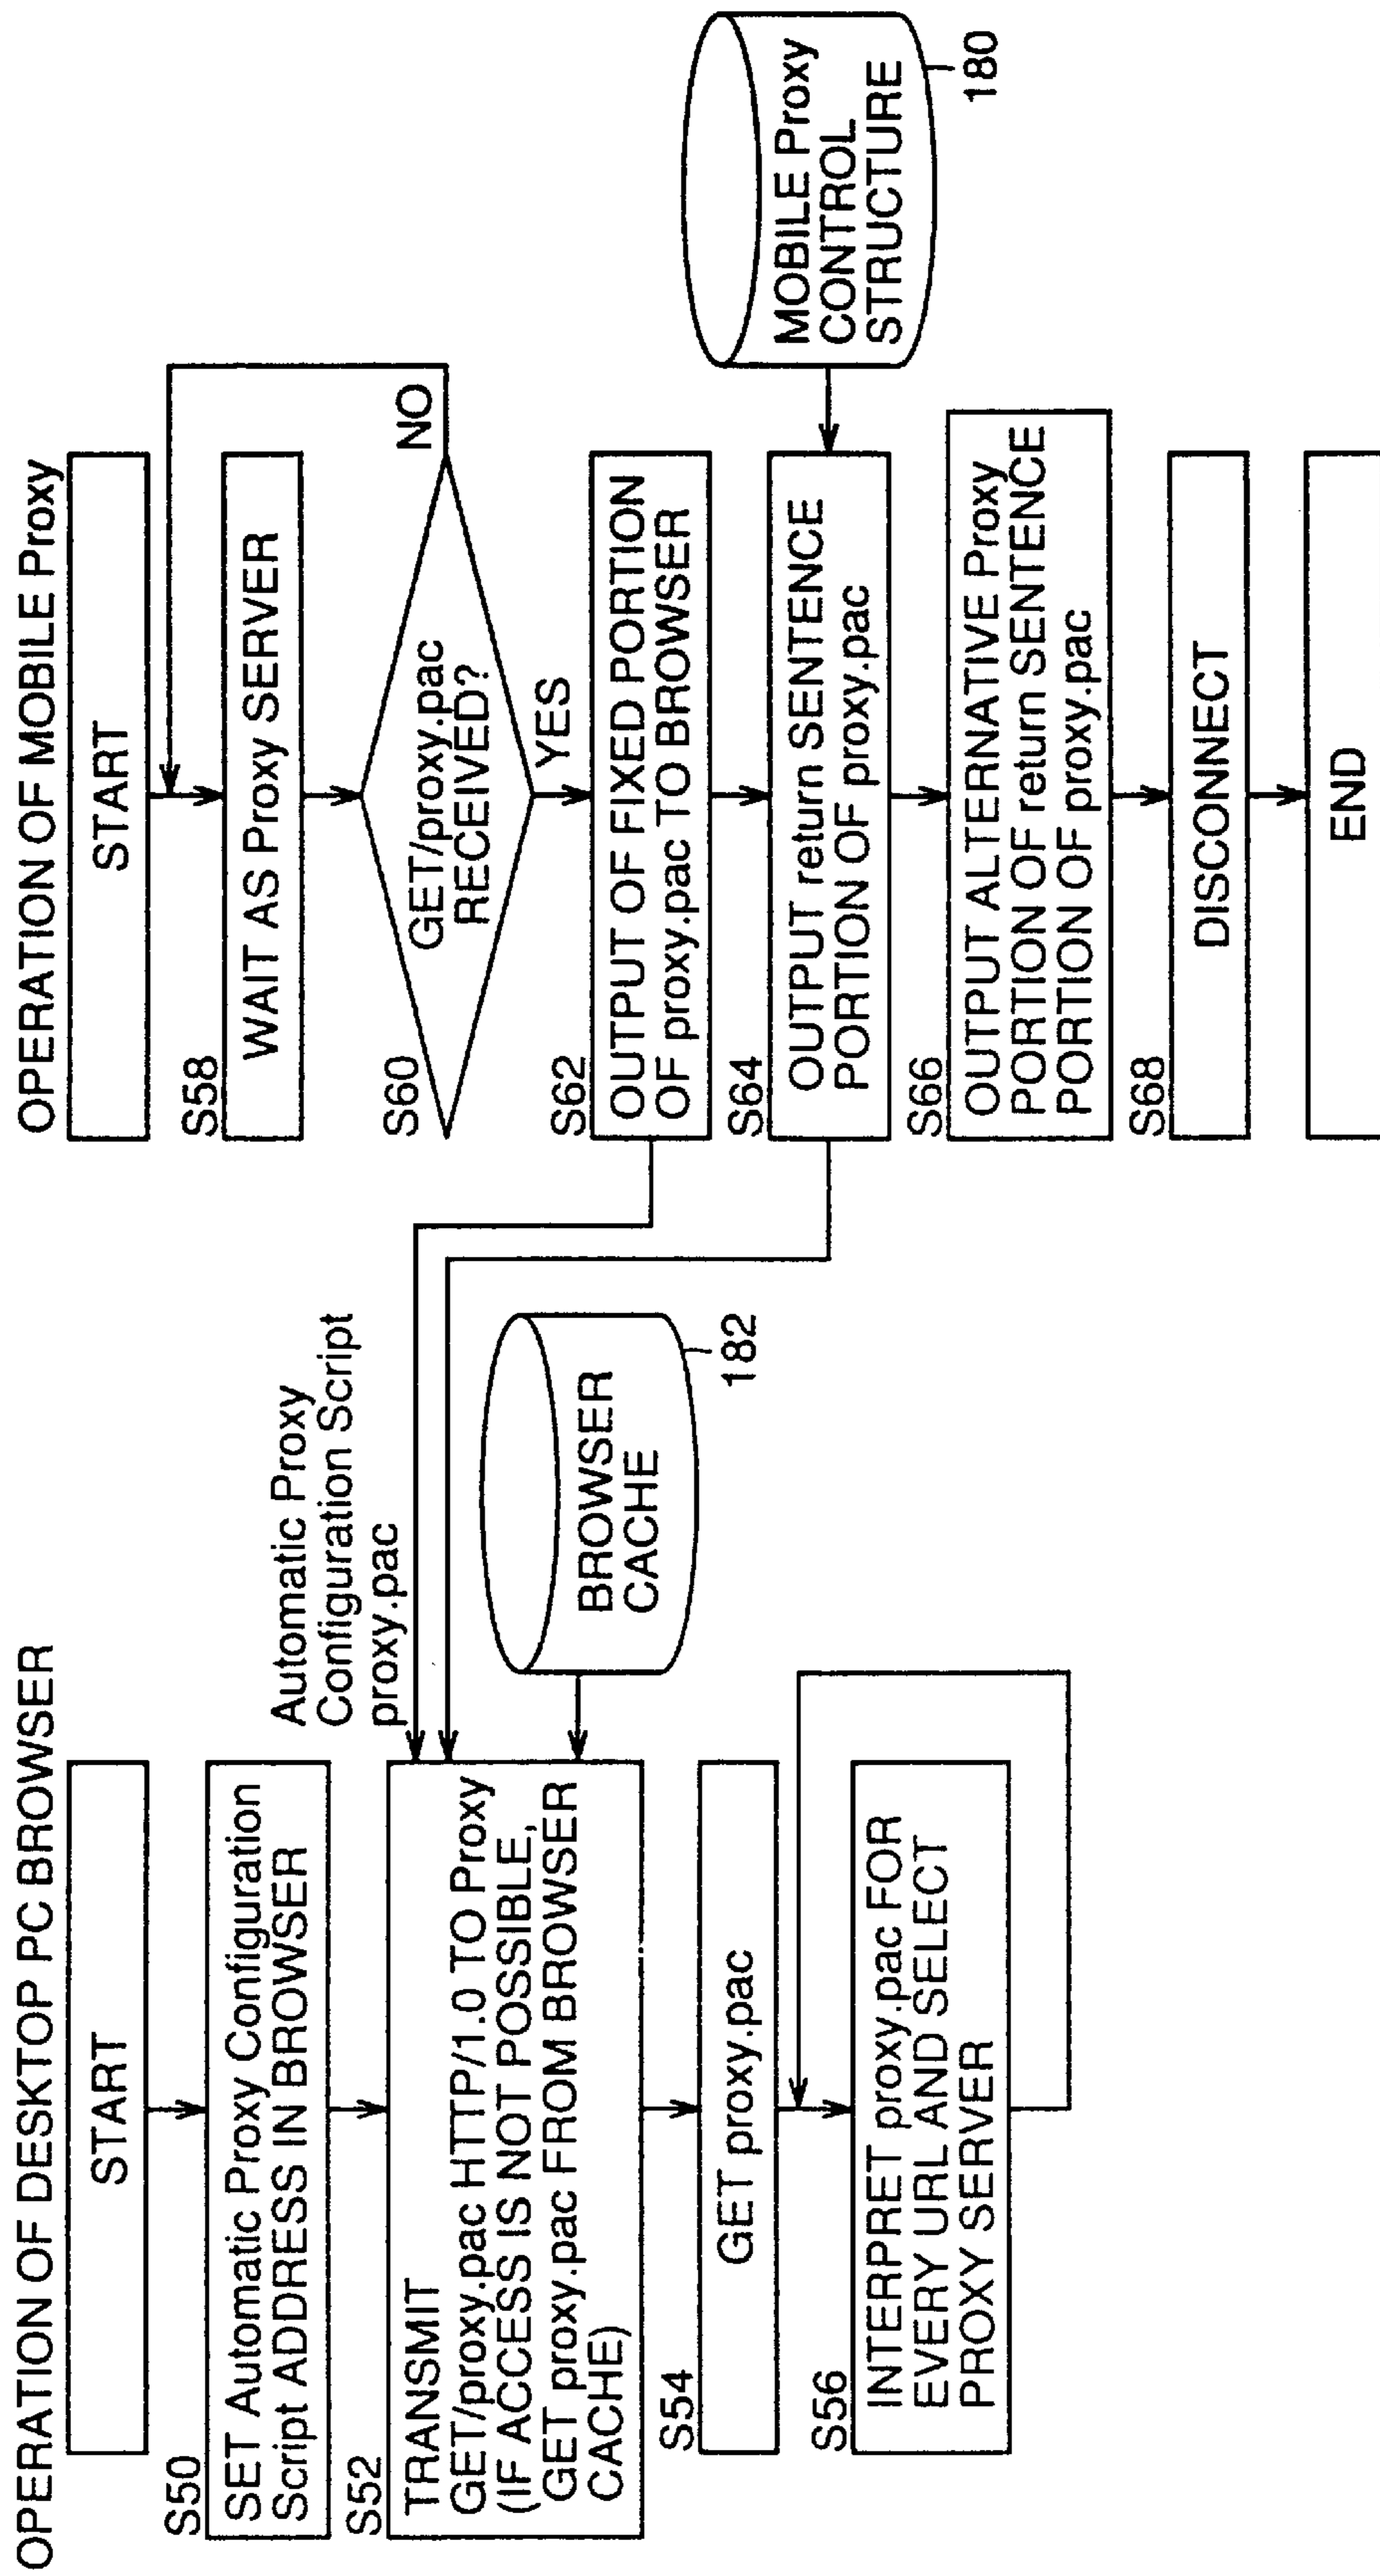 OPERATION OF DESKTOP PC BROWSER
START
S50
SET Automatic Proxy Configuration
Script ADDRESS IN BROWSER
S52
TRANSMIT
GET/proxy.pac HTTP/1.0 TO Proxy
(IF ACCESS IS NOT POSSIBLE,
GET proxy.pac FROM BROWSER
CACHE)
S54
GET proxy.pac
S56
INTERPRET proxy.pac FOR
EVERY URL AND SELECT
PROXY SERVER
Automatic Proxy
Configuration Script
proxy.pac
BROWSER
CACHE
182
OPERATION OF MOBILE Proxy
START
S58
WAIT AS Proxy SERVER
S60
GET/proxy.pac
RECEIVED?
NO
YES
S62
OUTPUT OF FIXED PORTION
OF proxy.pac TO BROWSER
S64
OUTPUT return SENTENCE
PORTION OF proxy.pac
S66
OUTPUT ALTERNATIVE Proxy
PORTION OF return SENTENCE
PORTION OF proxy.pac
S68
DISCONNECT
END
MOBILE Proxy
CONTROL
STRUCTURE
180